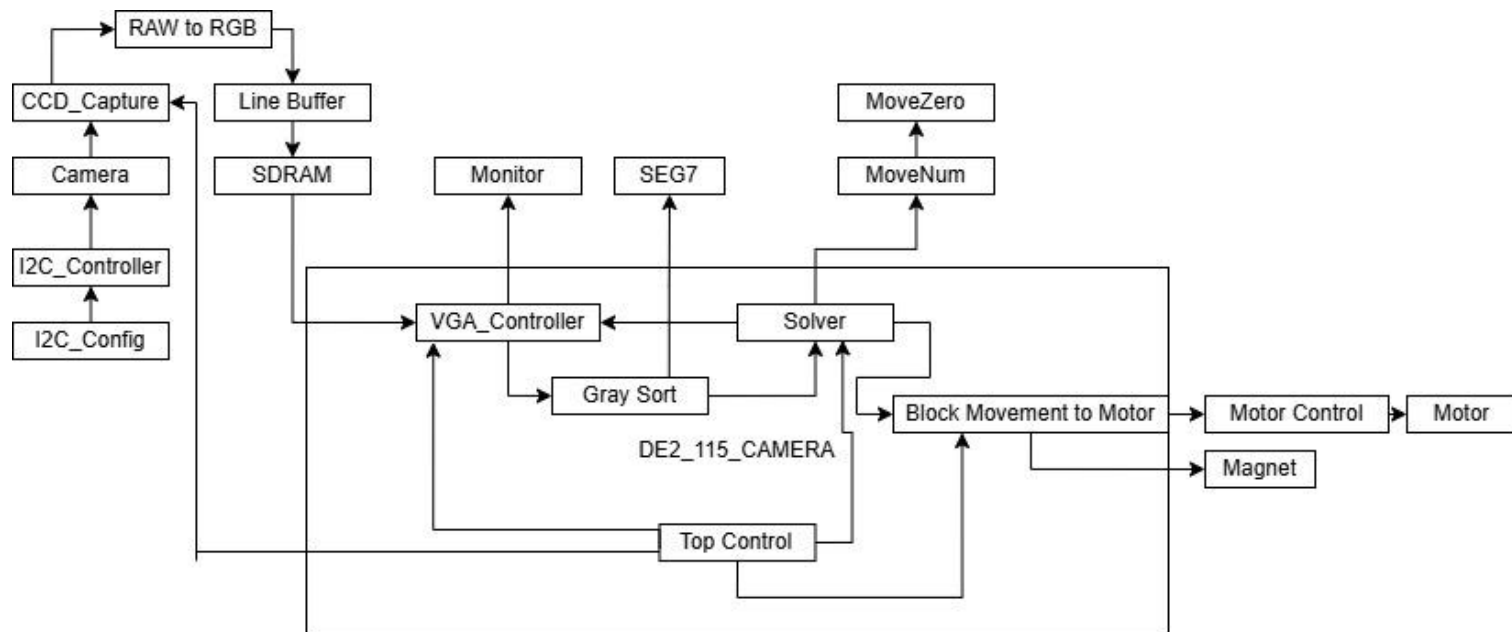 RAW to RGB
CCD_Capture
Line Buffer
MoveZero
Camera
SDRAM
Monitor
SEG7
MoveNum
I2C_Controller
I2C_Config
VGA_Controller
Solver
Gray Sort
Block Movement to Motor
Motor Control
Motor
DE2_115_CAMERA
Magnet
Top Control